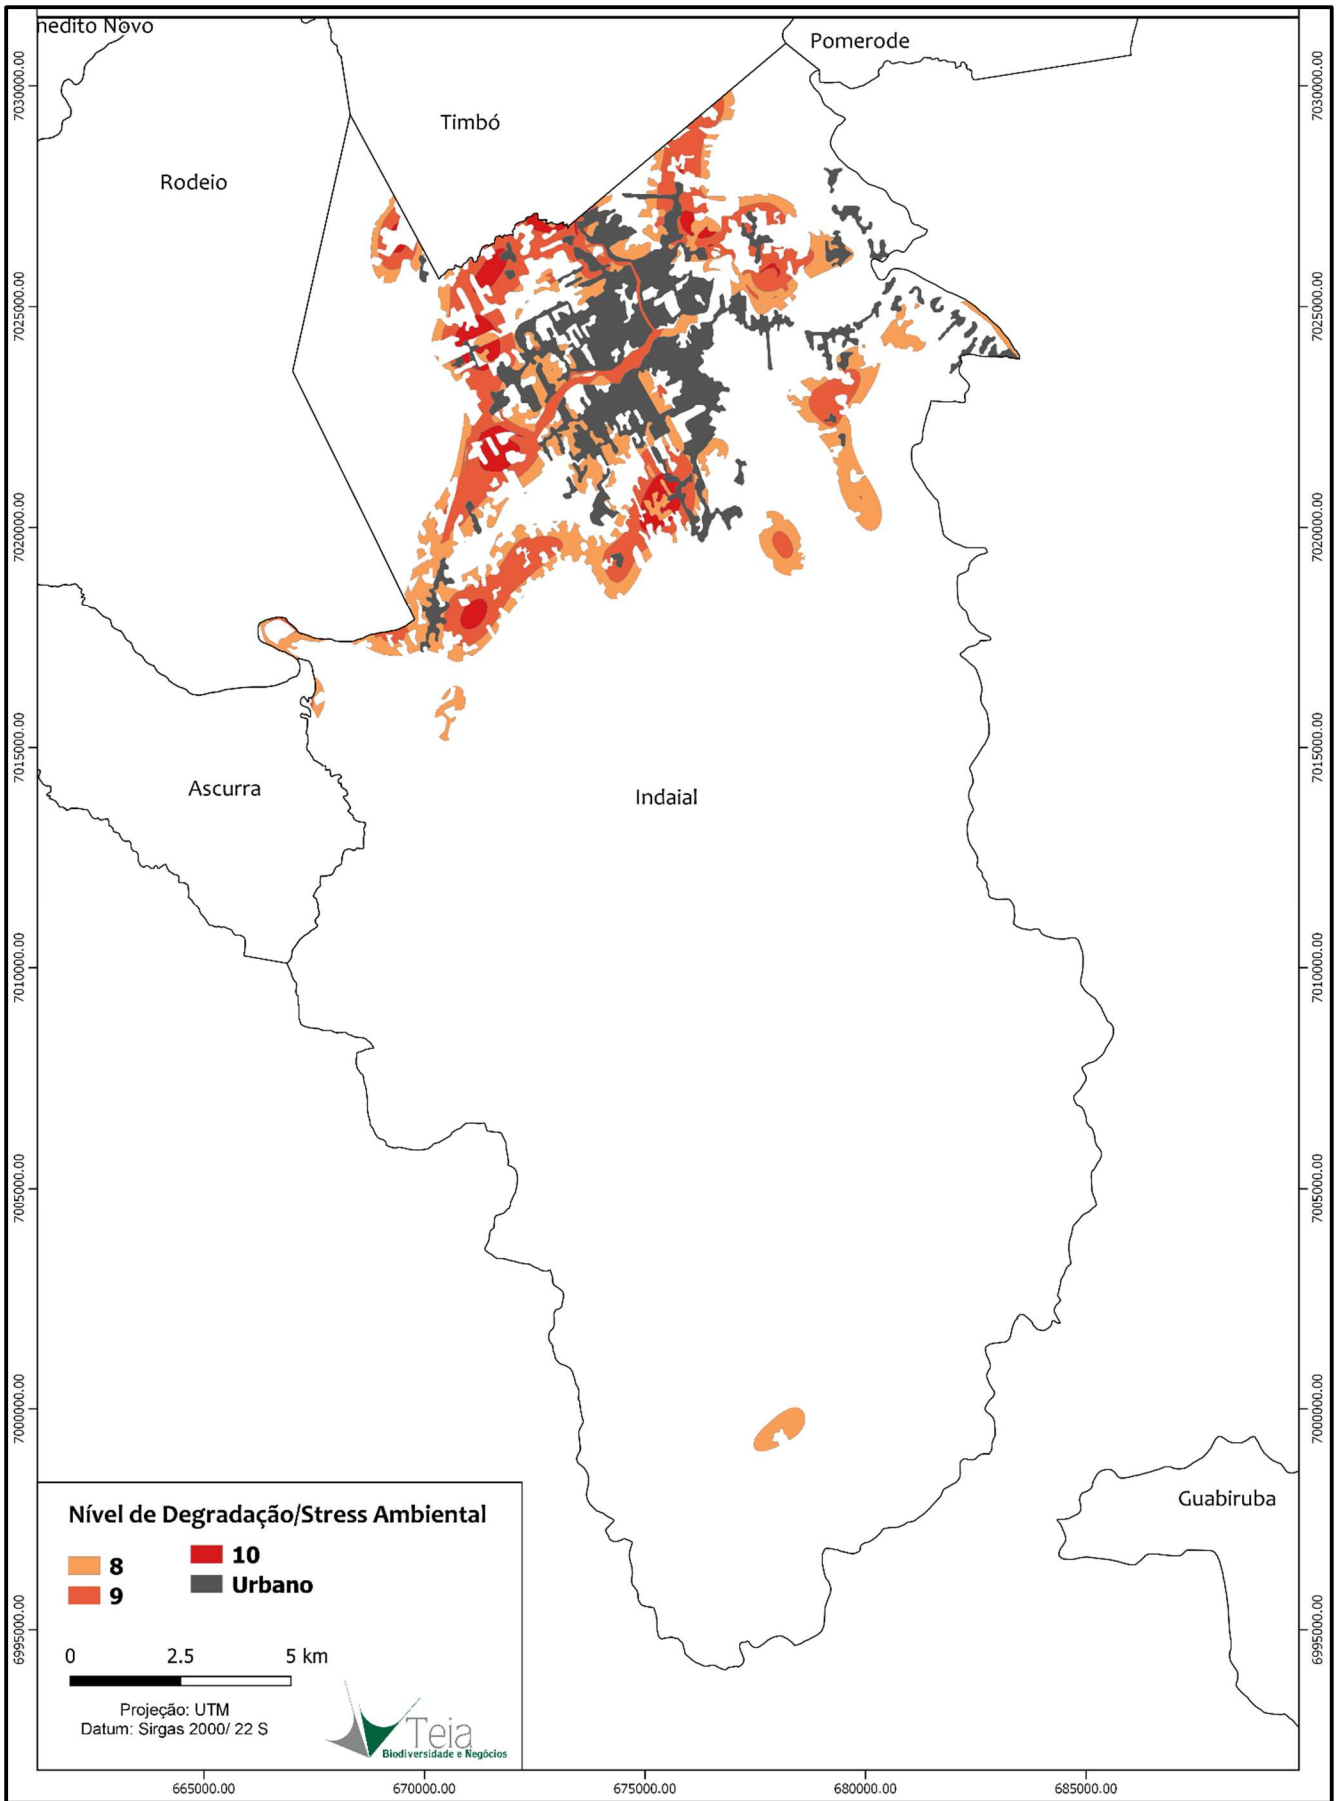 nedito Novo
Pomerode
Timbó
Rodeio
Ascurra
Indaial
Guabiruba
7030000.00
7025000.00
7020000.00
7015000.00
7010000.00
7005000.00
7000000.00
6995000.00
7030000.00
7025000.00
7020000.00
7015000.00
7010000.00
7005000.00
7000000.00
6995000.00
Nível de Degradação/Stress Ambiental
8
9
10
Urbano
0 2.5 5 km
Projeção: UTM
Datum: Sirgas 2000/ 22 S
Teia
Biodiversidade e Negócios
665000.00 670000.00 675000.00 680000.00 685000.00